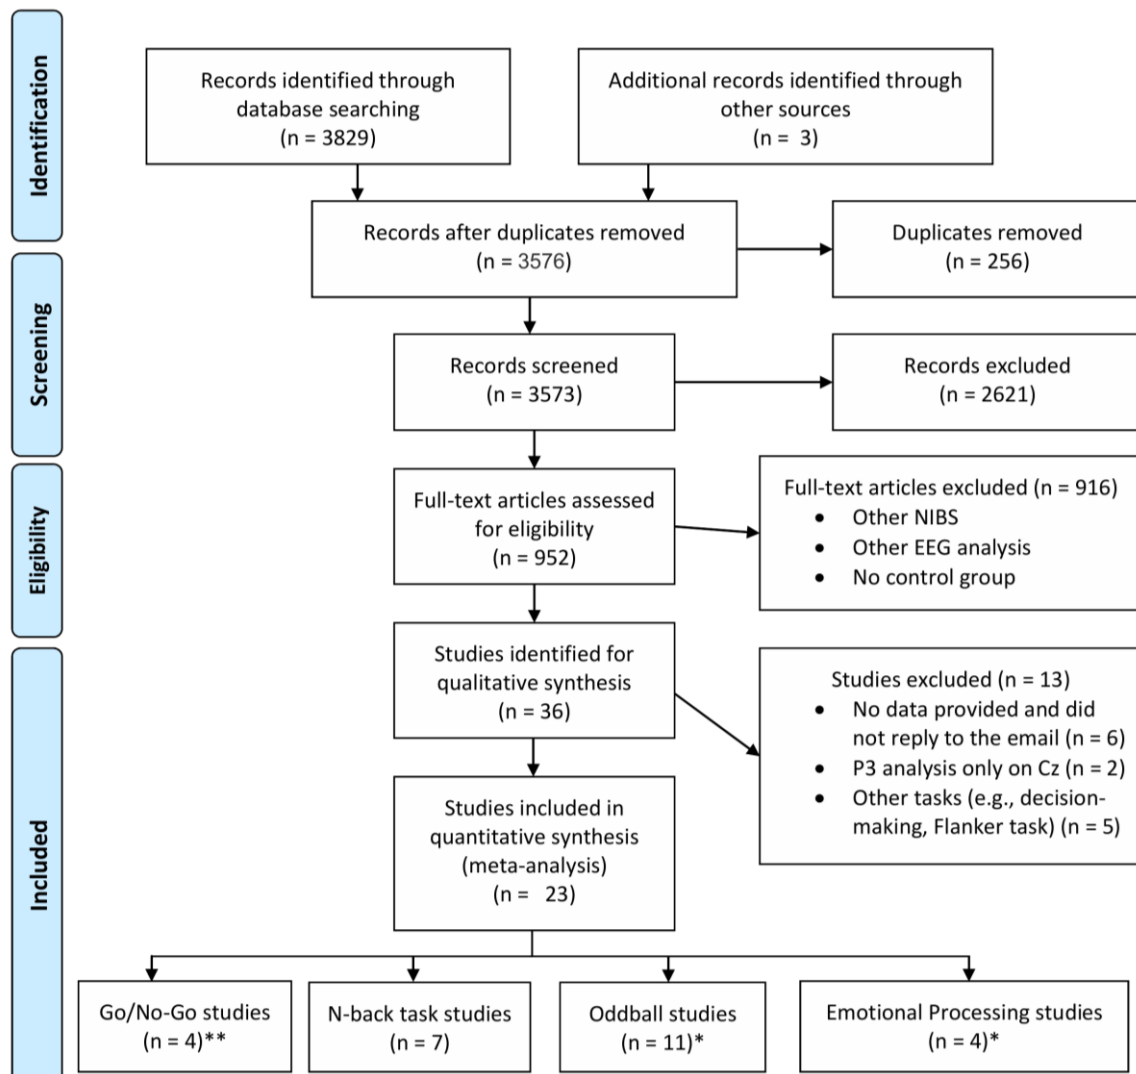 Identification
Records identified through
database searching
(n = 3829)
Additional records identified through
other sources
(n = 3)
Records after duplicates removed
(n = 3576)
Duplicates removed
(n = 256)
Screening
Records screened
(n = 3573)
Records excluded
(n = 2621)
Eligibility
Full-text articles assessed
for eligibility
(n = 952)
Full-text articles excluded (n = 916)
• Other NIBS
• Other EEG analysis
• No control group
Included
Studies identified for
qualitative synthesis
(n = 36)
Studies excluded (n = 13)
• No data provided and did
not reply to the email (n = 6)
• P3 analysis only on Cz (n = 2)
• Other tasks (e.g., decision-
making, Flanker task) (n = 5)
Studies included in
quantitative synthesis
(meta-analysis)
(n = 23)
Go/No-Go studies
(n = 4)**
N-back task studies
(n = 7)
Oddball studies
(n = 11)*
Emotional Processing studies
(n = 4)*